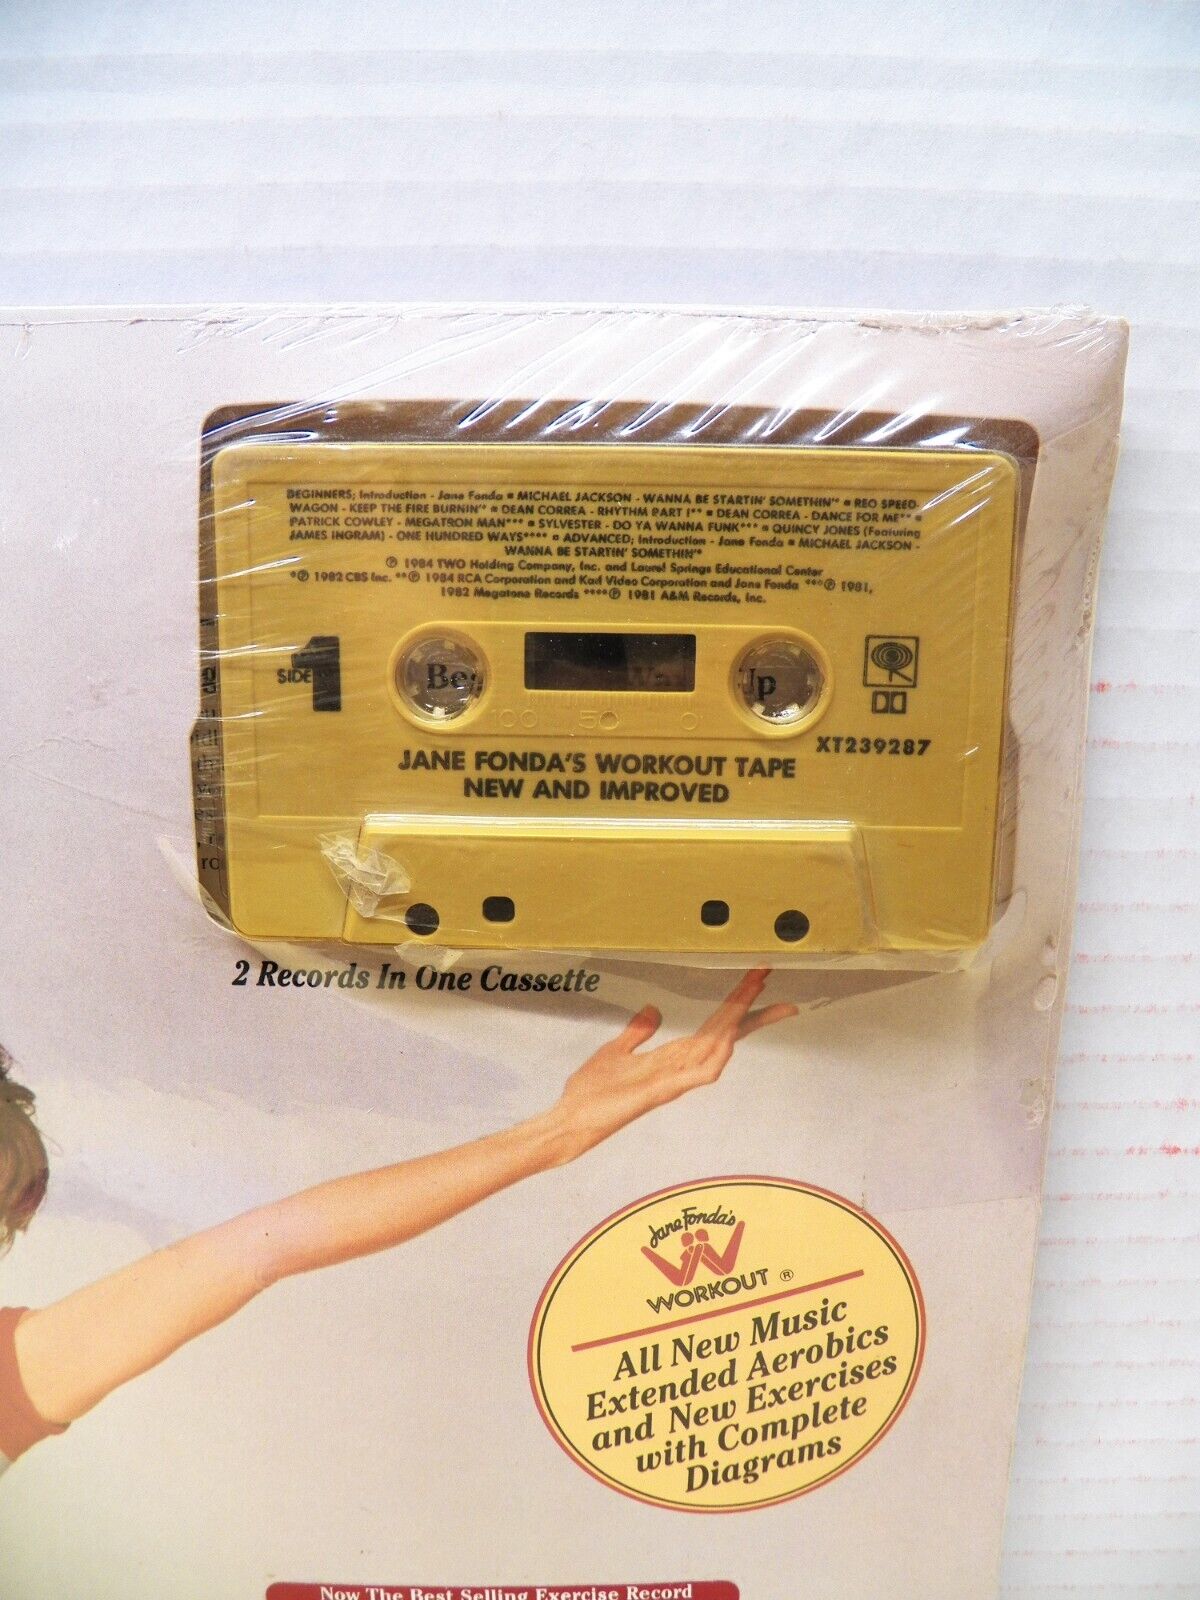 BEGINNERS; Introduction - Jane Fonda ■ MICHAEL JACKSON - WANNA BE STARTIN' SOMETHIN'* ■ REO SPEED-
WAGON - KEEP THE FIRE BURNIN'* ■ DEAN CORREA - RHYTHM PART I** ■ DEAN CORREA - DANCE FOR ME** ■
PATRICK COWLEY - MEGATRON MAN*** ■ SYLVESTER - DO YA WANNA FUNK*** ■ QUINCY JONES (Featuring
JAMES INGRAM) - ONE HUNDRED WAYS**** ■ ADVANCED; Introduction - Jane Fonda ■ MICHAEL JACKSON -
WANNA BE STARTIN' SOMETHIN'*
℗ 1984 TWO Holding Company, Inc. and Laurel Springs Educational Center
*℗ 1982 CBS Inc. **℗ 1984 RCA Corporation and Karl Video Corporation and Jane Fonda ***℗ 1981,
1982 Megatone Records ****℗ 1981 A&M Records, Inc.
SIDE 1
Be
Up
100 50 0
XT239287
JANE FONDA'S WORKOUT TAPE
NEW AND IMPROVED
2 Records In One Cassette
Jane Fonda's
WORKOUT ®
All New Music
Extended Aerobics
and New Exercises
with Complete
Diagrams
Now The Best Selling Exercise Record